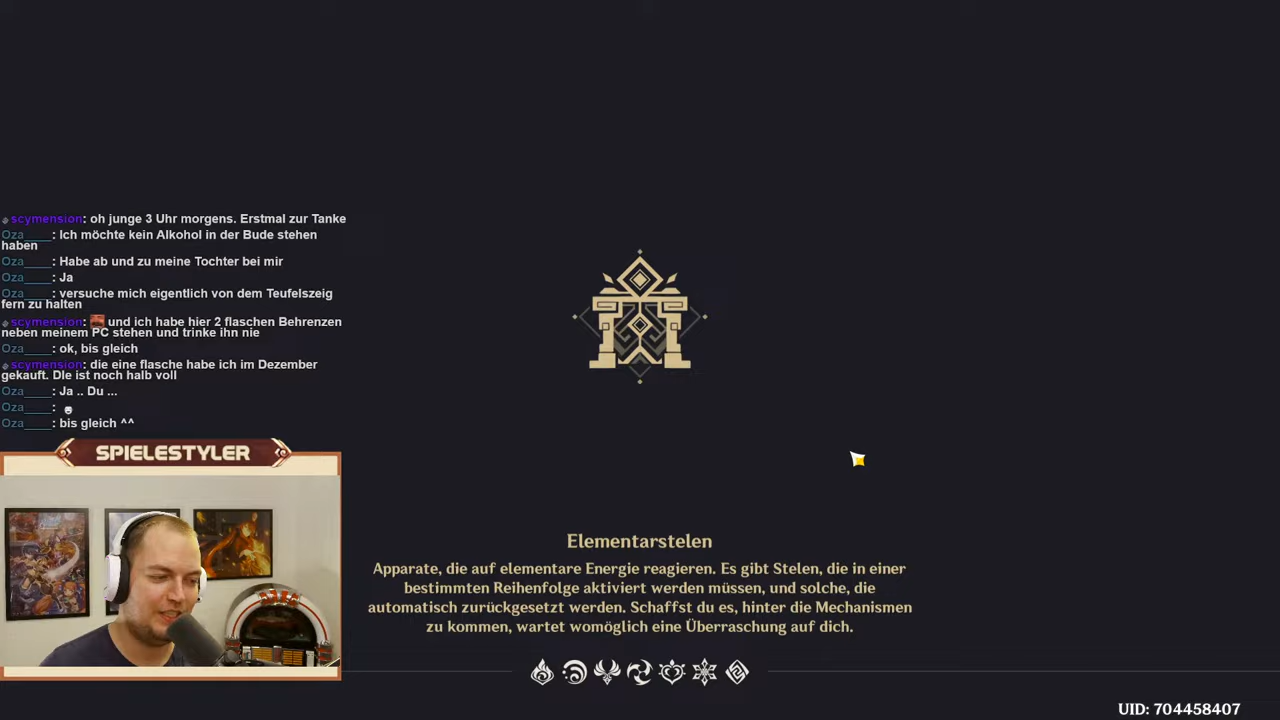 scymension: oh junge 3 Uhr morgens. Erstmal zur Tanke
Oza____: Ich möchte kein Alkohol in der Bude stehen
haben
Oza____: Habe ab und zu meine Tochter bei mir
Oza____: Ja
Oza____: versuche mich eigentlich von dem Teufelszeig
fern zu halten
scymension: und ich habe hier 2 flaschen Behrenzen
neben meinem PC stehen und trinke ihn nie
Oza____: ok, bis gleich
scymension: die eine flasche habe ich im Dezember
gekauft. DIe ist noch halb voll
Oza____: Ja .. Du ...
Oza____:
Oza____: bis gleich ^^
SPIELESTYLER
Elementarstelen
Apparate, die auf elementare Energie reagieren. Es gibt Stelen, die in einer
bestimmten Reihenfolge aktiviert werden müssen, und solche, die
automatisch zurückgesetzt werden. Schaffst du es, hinter die Mechanismen
zu kommen, wartet womöglich eine Überraschung auf dich.
UID: 704458407